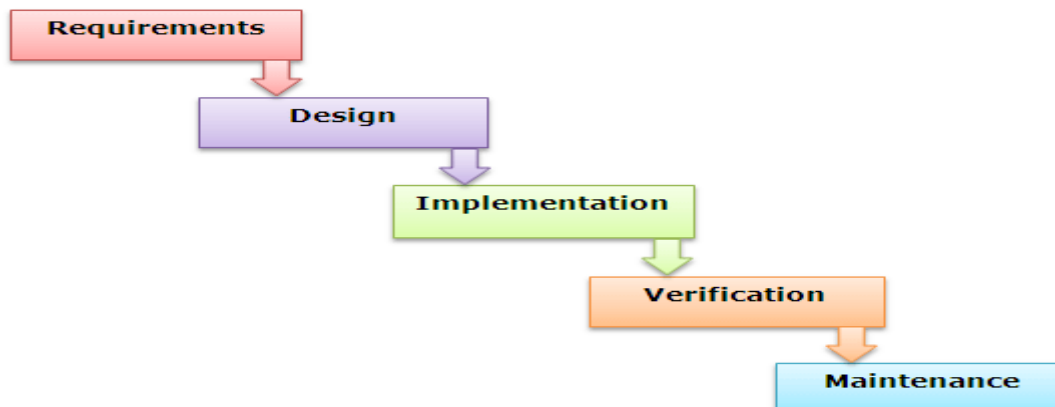 Requirements
Design
Implementation
Verification
Maintenance